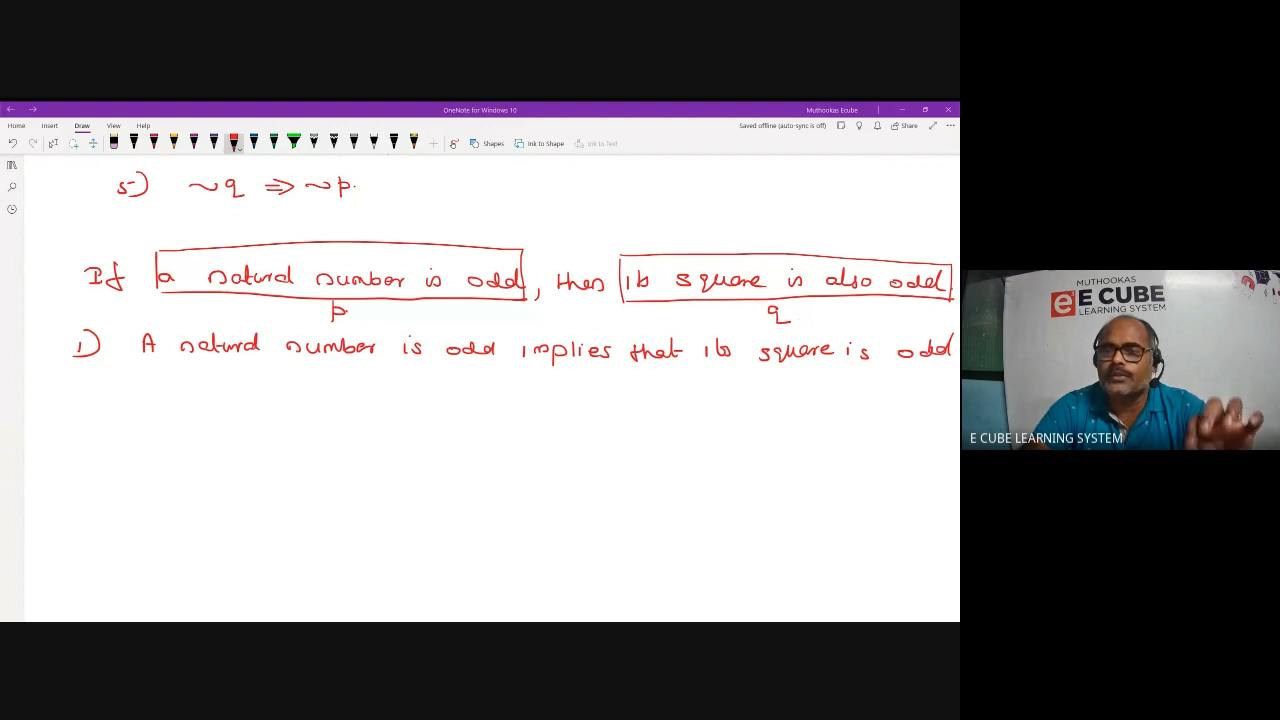 OneNote for Windows 10
Muthookas Ecube
Home Insert Draw View Help
Saved offline (auto-sync is off)
Share
Shapes
Ink to Shape
Ink to Text
5) ~q ⇒ ~p.
If a natural number is odd, then its square is also odd
p.
q
1) A natural number is odd implies that its square is odd
MUTHOOKAS
e E CUBE
LEARNING SYSTEM
E CUBE LEARNING SYSTEM